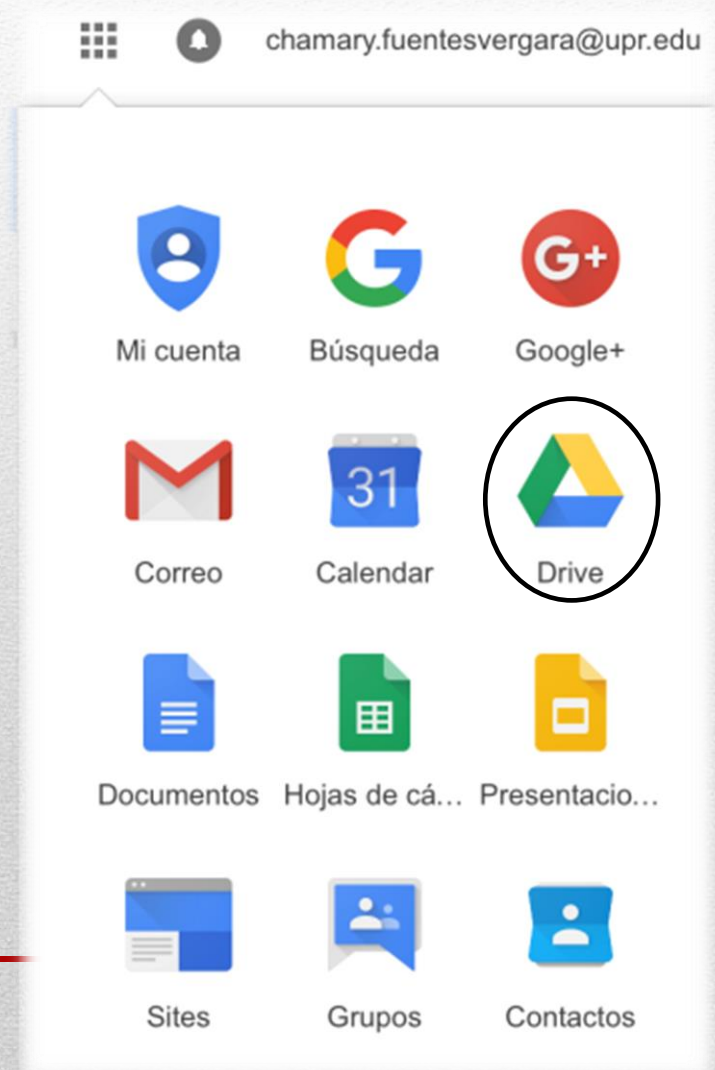 chamary.fuentesvergara@upr.edu
G
G+
Mi cuenta Búsqueda Google+
31
Correo Calendar Drive
Documentos Hojas de cá... Presentacio...
Sites Grupos Contactos